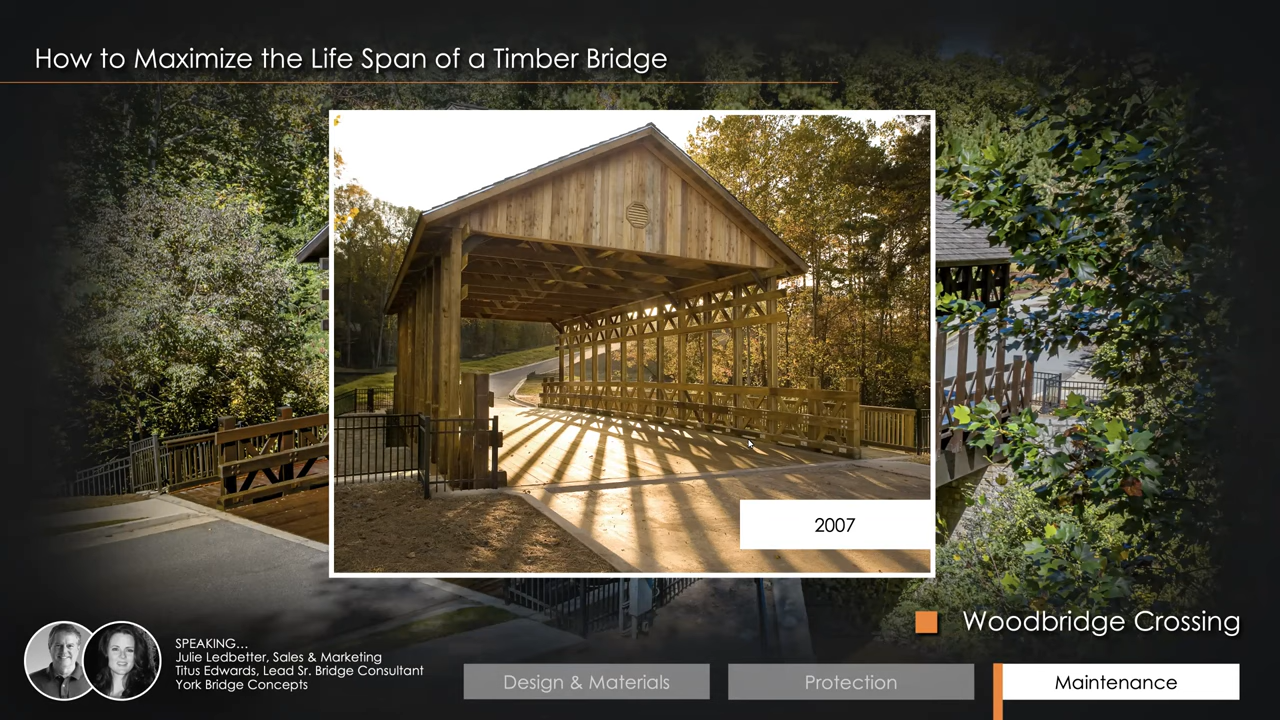 How to Maximize the Life Span of a Timber Bridge
2007
Woodbridge Crossing
SPEAKING...
Julie Ledbetter, Sales & Marketing
Titus Edwards, Lead Sr. Bridge Consultant
York Bridge Concepts
Design & Materials
Protection
Maintenance